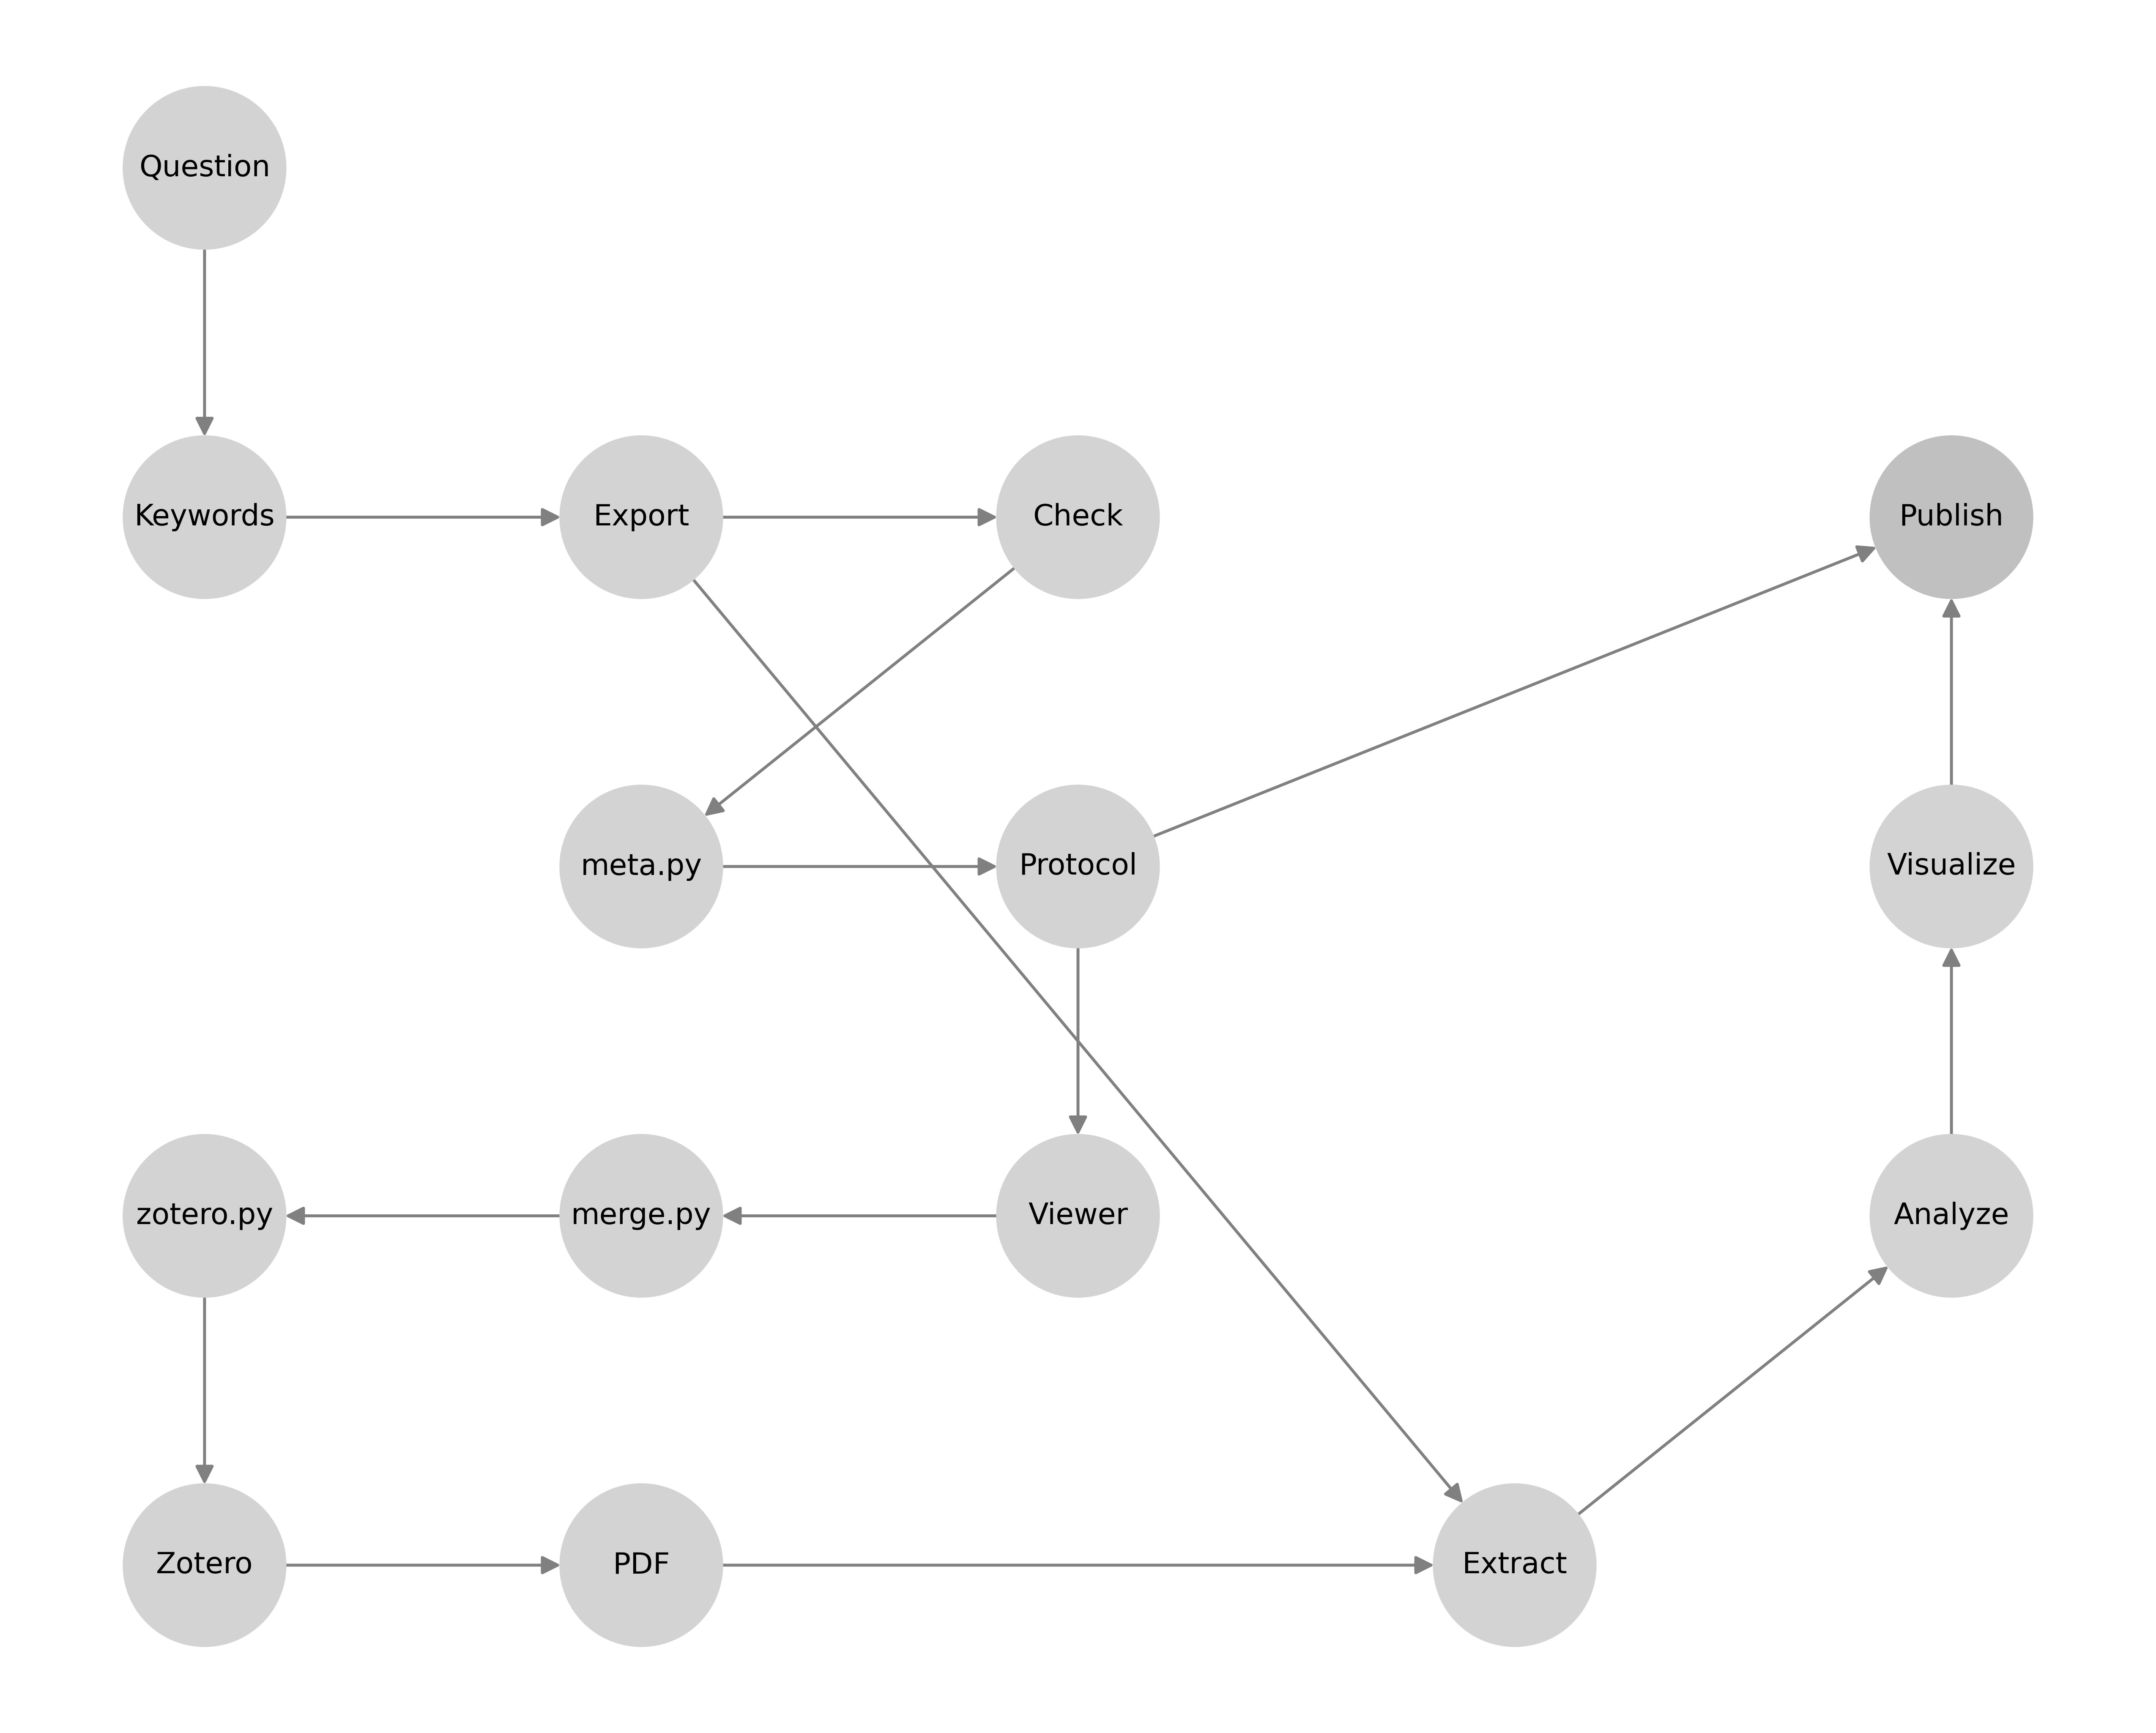 Question
Keywords
Export
Check
Publish
meta.py
Protocol
Visualize
zotero.py
merge.py
Viewer
Analyze
Zotero
PDF
Extract